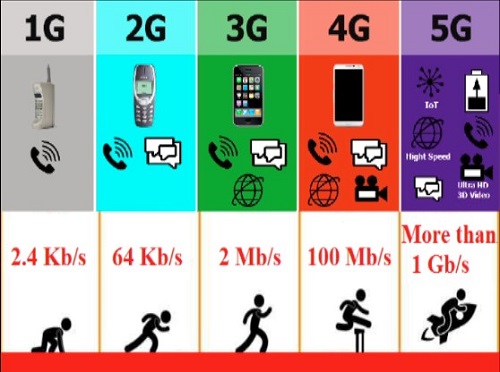 1G
2G
3G
4G
5G
IoT
Hight Speed
Ultra HD
3D Video
2.4 Kb/s
64 Kb/s
2 Mb/s
100 Mb/s
More than
1 Gb/s